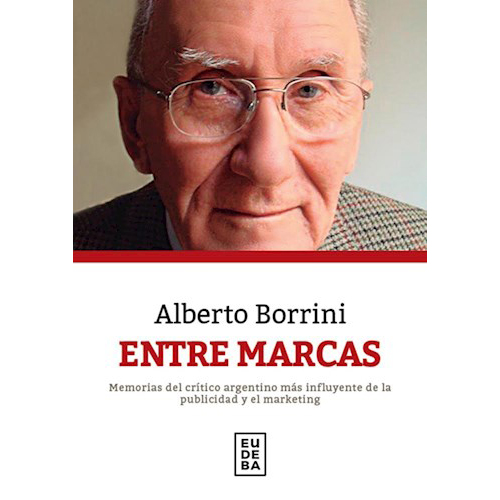 Alberto Borrini
ENTRE MARCAS
Memorias del crítico argentino más influyente de la
publicidad y el marketing
EU
DE
BA